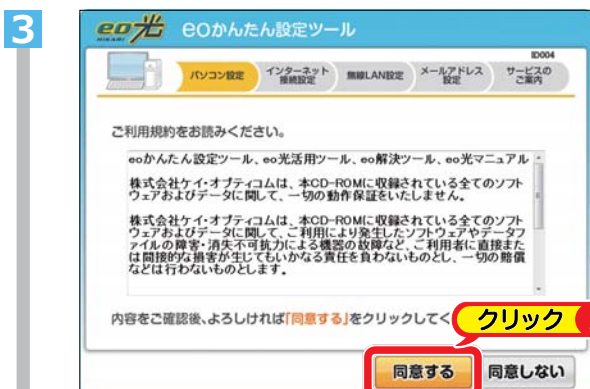 3
eo光 eoかんたん設定ツール
HIKARI
ID004
パソコン設定
インターネット
接続設定
無線LAN設定
メールアドレス
設定
サービスの
ご案内
ご利用規約をお読みください。
eoかんたん設定ツール、eo光活用ツール、eo解決ツール、eo光マニュアル
株式会社ケイ・オプティコムは、本CD-ROMに収録されている全てのソフト
ウェアおよびデータに関して、一切の動作保証をいたしません。
株式会社ケイ・オプティコムは、本CD-ROMに収録されている全てのソフト
ウェアおよびデータに関して、ご利用により発生したソフトウェアやデータフ
ァイルの障害・消失不可抗力による機器の故障など、ご利用者に直接また
は間接的な損害が生じてもいかなる責任を負わないものとし、一切の賠償
などは行わないものとします。
内容をご確認後、よろしければ「同意する」をクリックしてく
クリック
同意する
同意しない